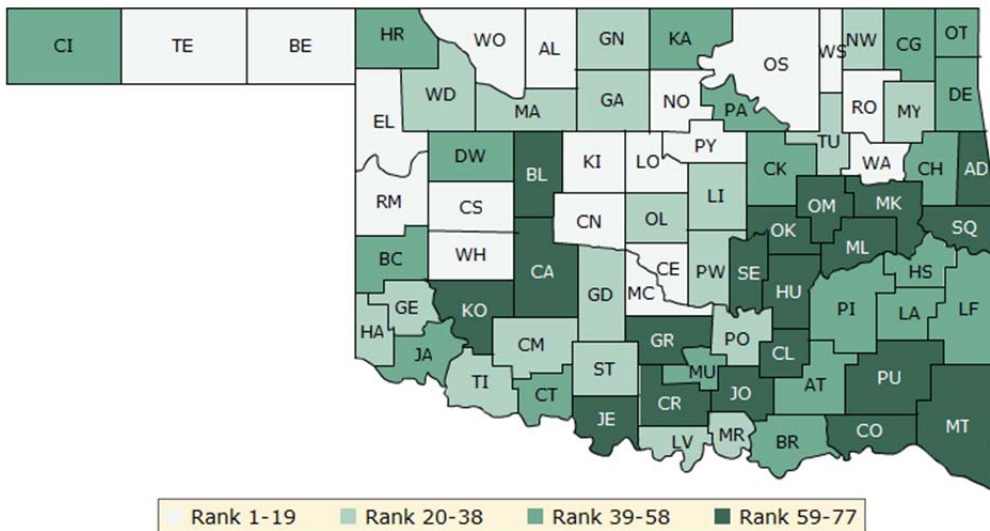 CI TE BE HR WO AL GN KA OS WS NW CG OT
EL WD MA GA NO PA RO MY DE
DW BL KI LO PY CK TU WA CH AD
RM CS CN OL LI OK OM MK SQ
BC WH CA GD CE MC PW SE HU ML HS
HA GE KO GR PO PI LA LF
JA CM ST MU CL PU
TI CT JE CR JO AT MT
LV MR BR CO
Rank 1-19 Rank 20-38 Rank 39-58 Rank 59-77